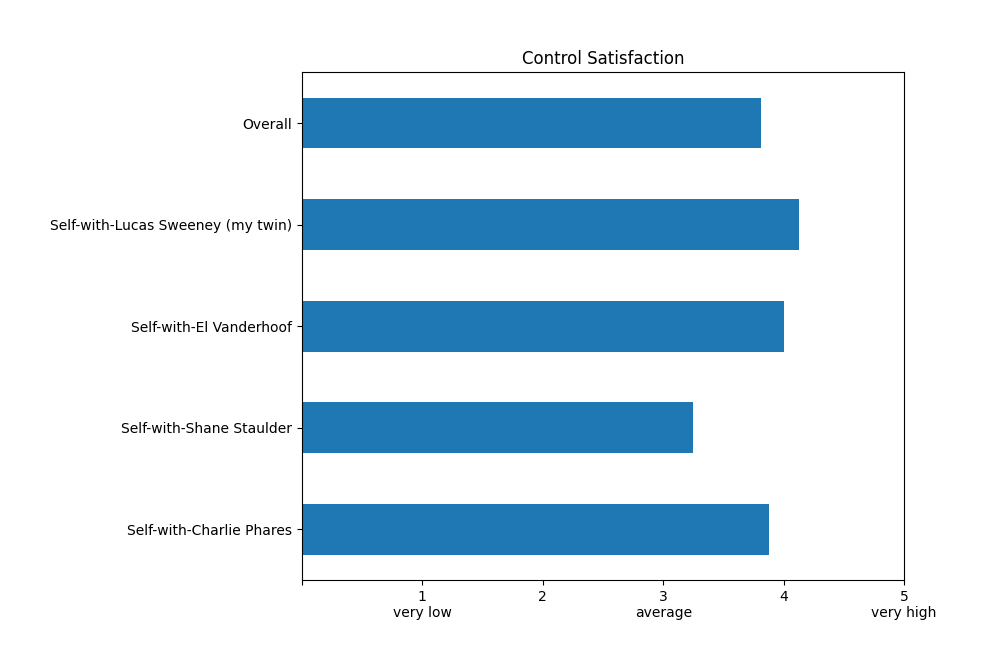 Control Satisfaction
Overall
Self-with-Lucas Sweeney (my twin)
Self-with-El Vanderhoof
Self-with-Shane Staulder
Self-with-Charlie Phares
1 2 3 4 5
very low average very high